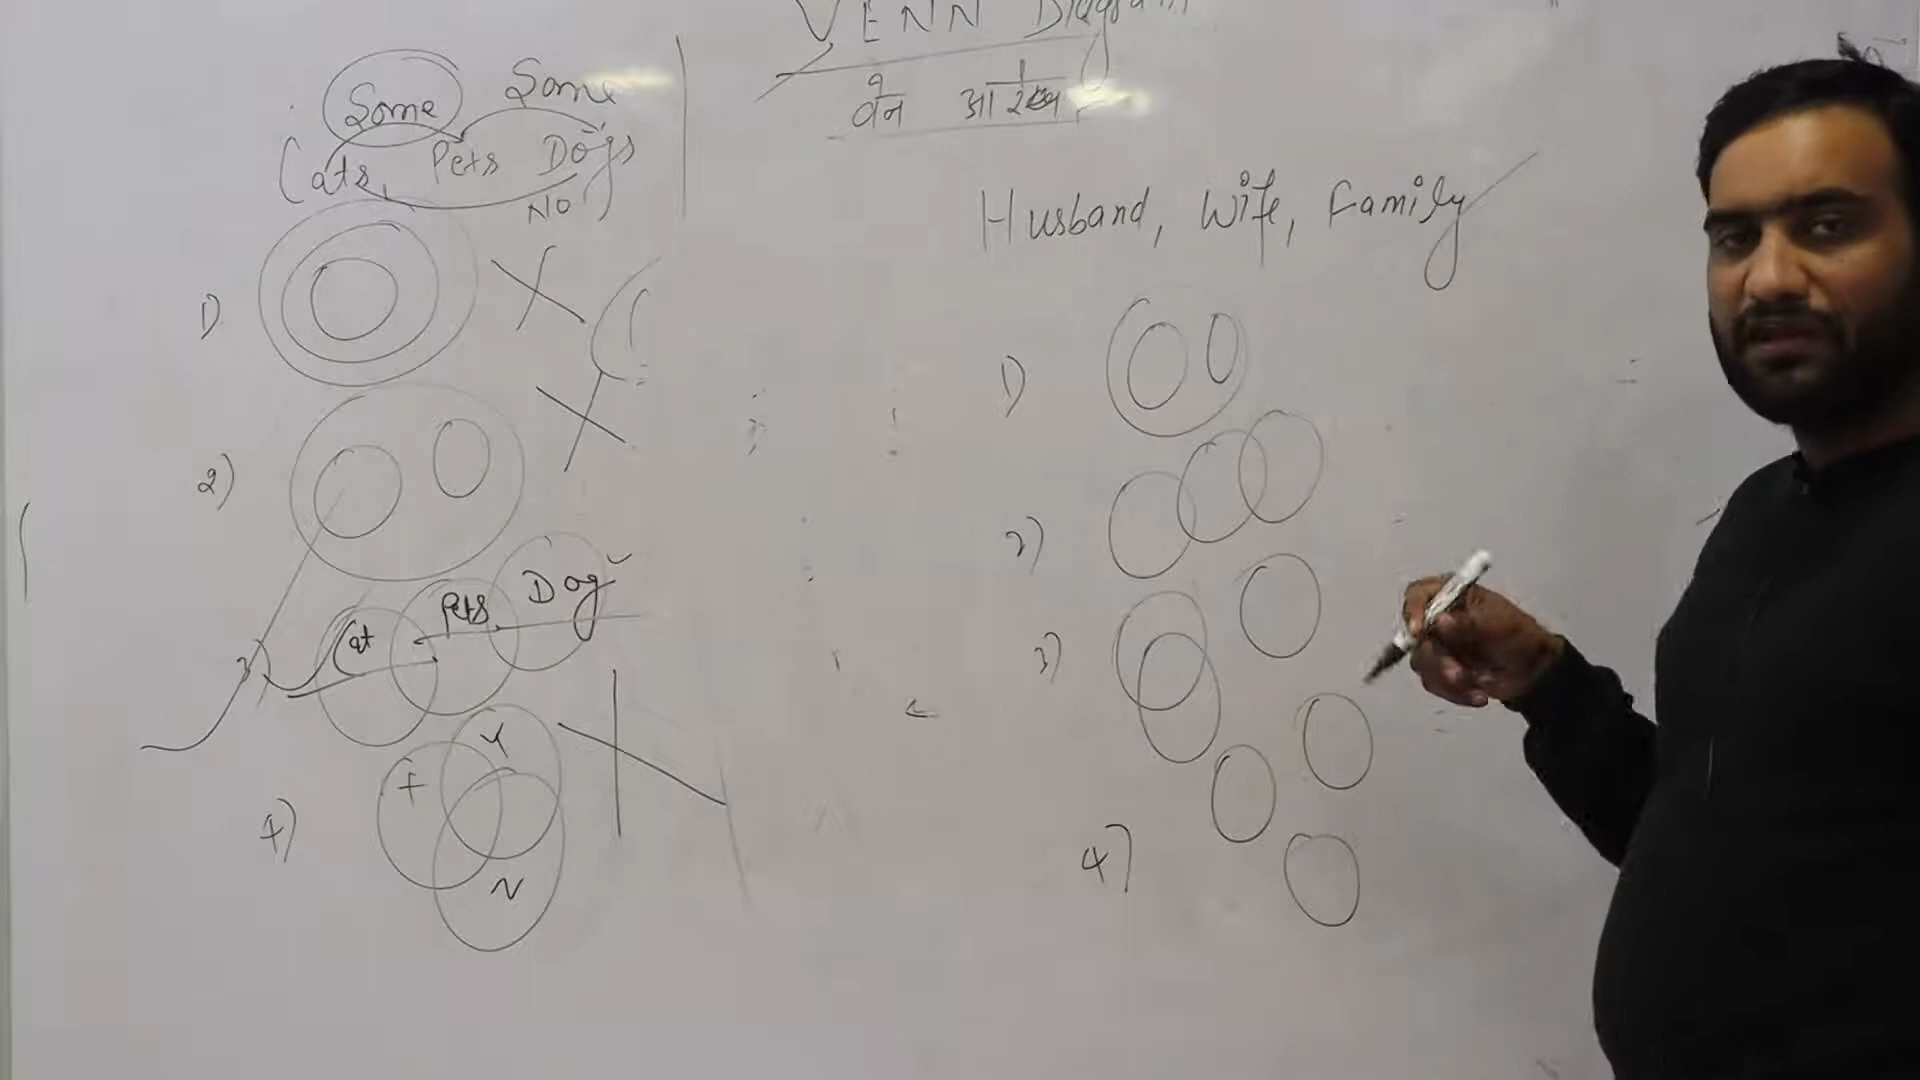 VENN Diagram
वेन आरेख
Some Some
Cats, Pets Dogs
NO
1)
2)
3) Cat Pets Dog
4)
Y
N
Husband, Wife, Family
1)
2)
3)
4)